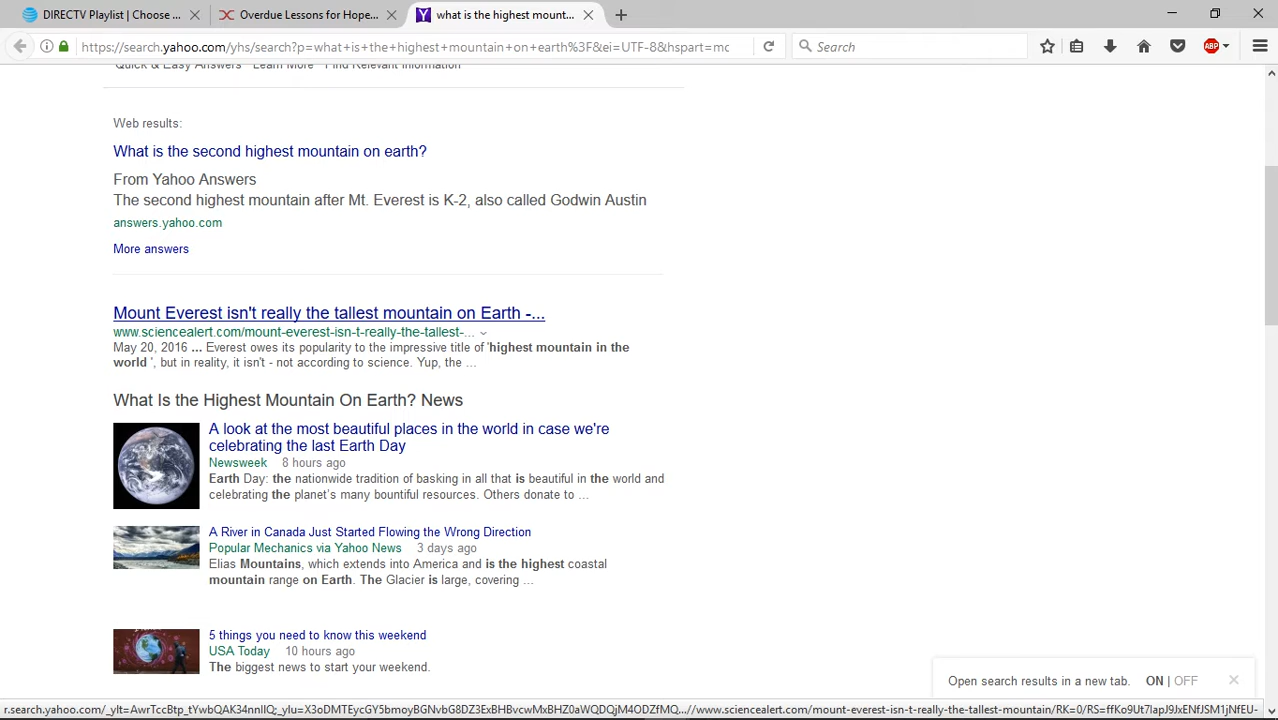 DIRECTV Playlist | Choose ...
Overdue Lessons for Hope...
what is the highest mount...
https://search.yahoo.com/yhs/search?p=what+is+the+highest+mountain+on+earth%3F&ei=UTF-8&hspart=mc
Search
ABP
Quick & Easy Answers Learn More Find Relevant Information
Web results:
What is the second highest mountain on earth?
From Yahoo Answers
The second highest mountain after Mt. Everest is K-2, also called Godwin Austin
answers.yahoo.com
More answers
Mount Everest isn't really the tallest mountain on Earth -...
www.sciencealert.com/mount-everest-isn-t-really-the-tallest-...
May 20, 2016 ... Everest owes its popularity to the impressive title of 'highest mountain in the
world ', but in reality, it isn't - not according to science. Yup, the ...
What Is the Highest Mountain On Earth? News
A look at the most beautiful places in the world in case we're
celebrating the last Earth Day
Newsweek 8 hours ago
Earth Day: the nationwide tradition of basking in all that is beautiful in the world and
celebrating the planet's many bountiful resources. Others donate to ...
A River in Canada Just Started Flowing the Wrong Direction
Popular Mechanics via Yahoo News 3 days ago
Elias Mountains, which extends into America and is the highest coastal
mountain range on Earth. The Glacier is large, covering ...
5 things you need to know this weekend
USA Today 10 hours ago
The biggest news to start your weekend.
Open search results in a new tab. ON | OFF